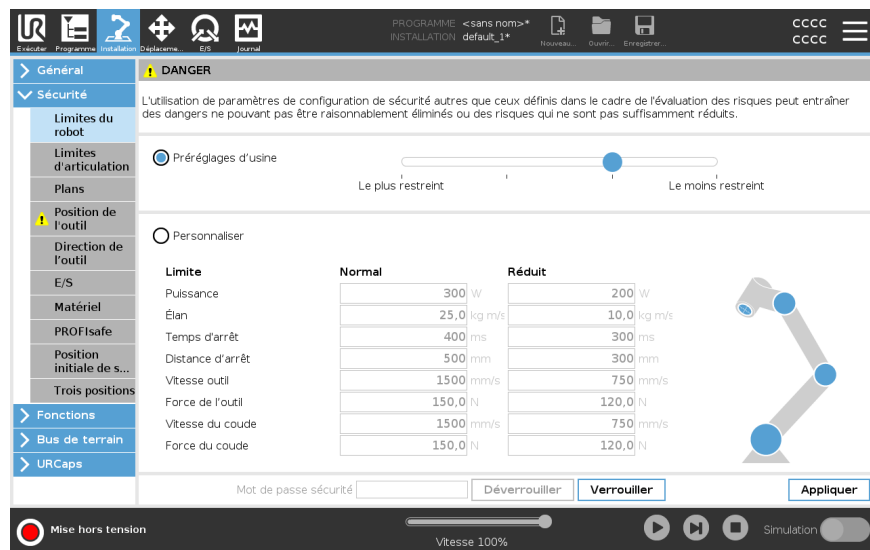 PROGRAMME <sans nom>*
INSTALLATION default_1*
cccc
cccc
Exécuter Programme Installation Déplaceme... E/S Journal
Nouveau... Ouvrir... Enregistrer...
Général
Sécurité
Limites du
robot
Limites
d'articulation
Plans
Position de
l'outil
Direction de
l'outil
E/S
Matériel
PROFIsafe
Position
initiale de s...
Trois positions
Fonctions
Bus de terrain
URCaps
DANGER
L'utilisation de paramètres de configuration de sécurité autres que ceux définis dans le cadre de l'évaluation des risques peut entraîner
des dangers ne pouvant pas être raisonnablement éliminés ou des risques qui ne sont pas suffisamment réduits.
Préréglages d'usine
Le plus restreint Le moins restreint
Personnaliser
Limite Normal Réduit
Puissance 300 W 200 W
Élan 25,0 kg m/s 10,0 kg m/s
Temps d'arrêt 400 ms 300 ms
Distance d'arrêt 500 mm 300 mm
Vitesse outil 1500 mm/s 750 mm/s
Force de l'outil 150,0 N 120,0 N
Vitesse du coude 1500 mm/s 750 mm/s
Force du coude 150,0 N 120,0 N
Mot de passe sécurité Déverrouiller Verrouiller Appliquer
Mise hors tension
Vitesse 100%
Simulation